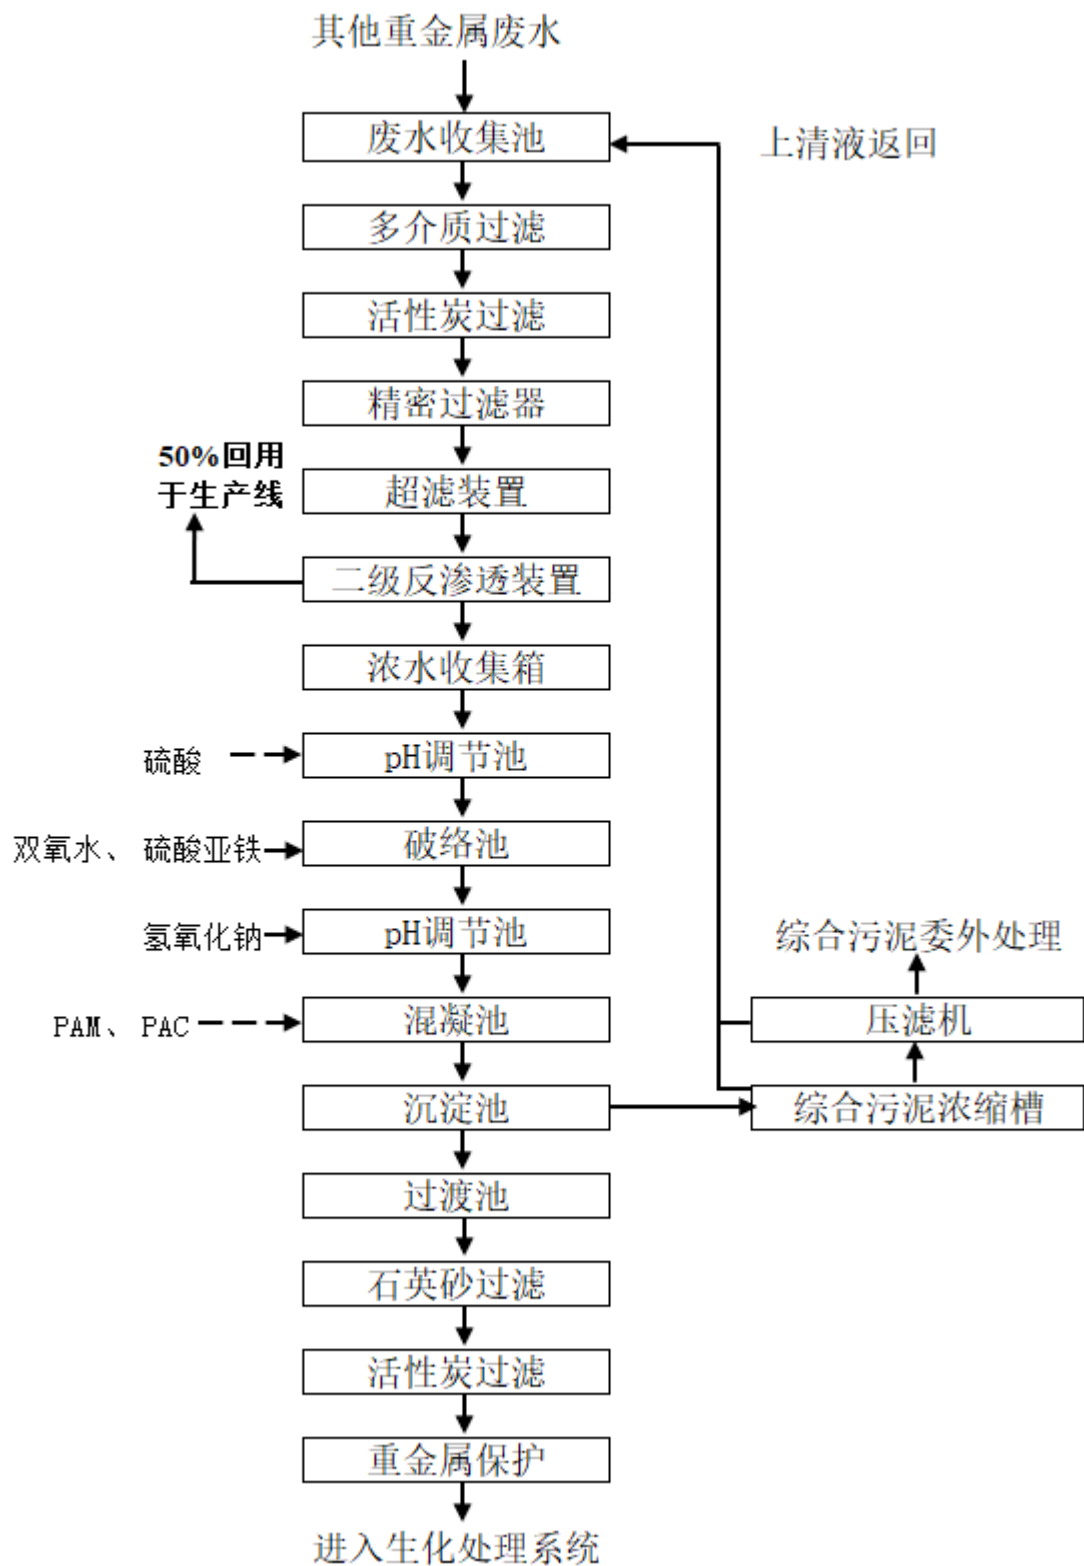 其他重金属废水
废水收集池
上清液返回
多介质过滤
活性炭过滤
精密过滤器
50%回用
于生产线
超滤装置
二级反渗透装置
浓水收集箱
硫酸
pH调节池
双氧水、硫酸亚铁
破络池
氢氧化钠
pH调节池
综合污泥委外处理
PAM、PAC
混凝池
压滤机
沉淀池
综合污泥浓缩槽
过渡池
石英砂过滤
活性炭过滤
重金属保护
进入生化处理系统